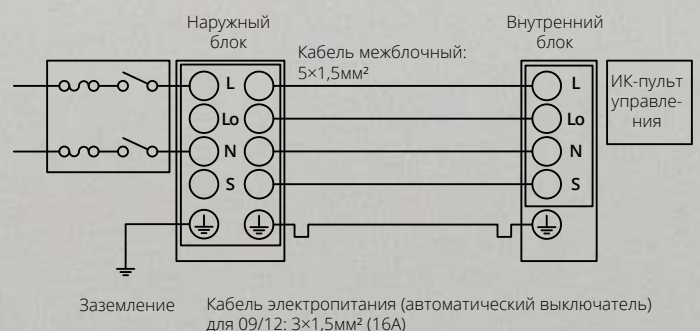 Наружный
блок
Внутренний
блок
Кабель межблочный:
5×1,5мм²
ИК-пульт
управле-
ния
L
L
Lo
Lo
N
N
S
S
Заземление
Кабель электропитания (автоматический выключатель)
для 09/12: 3×1,5мм² (16А)